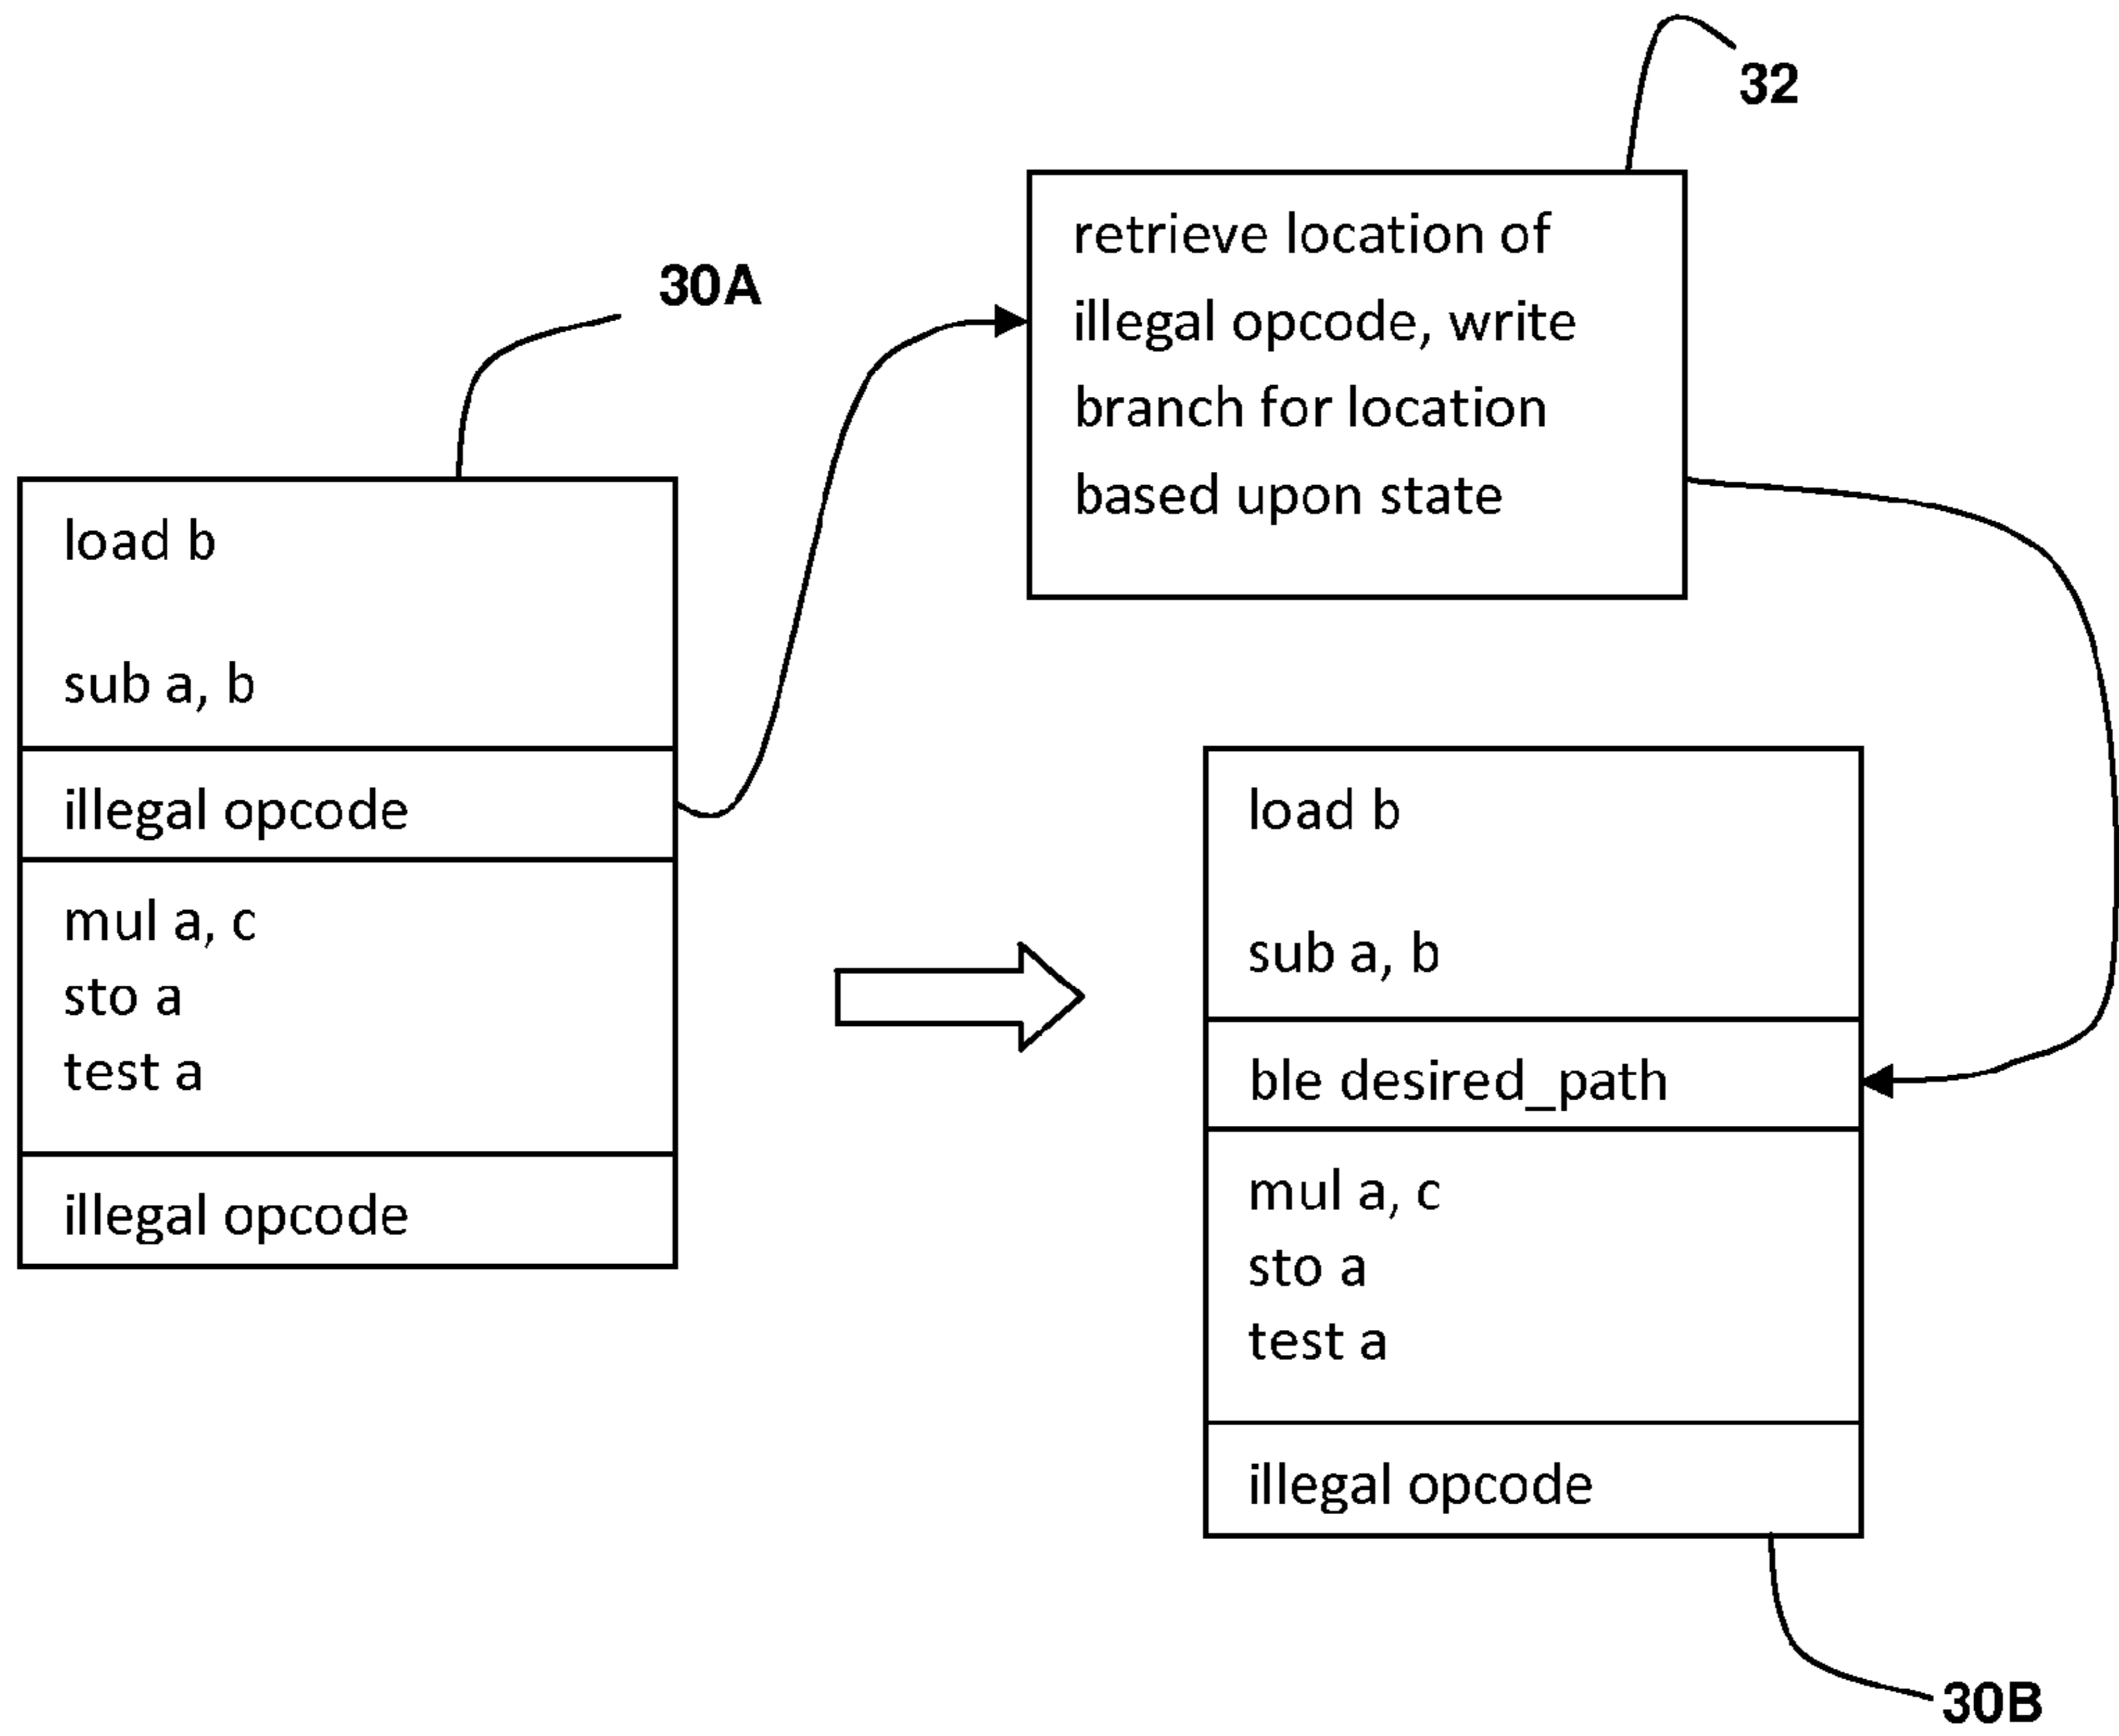 32
retrieve location of
illegal opcode, write
branch for location
based upon state
30A
load b
sub a, b
illegal opcode
mul a, c
sto a
test a
illegal opcode
load b
sub a, b
ble desired_path
mul a, c
sto a
test a
illegal opcode
30B